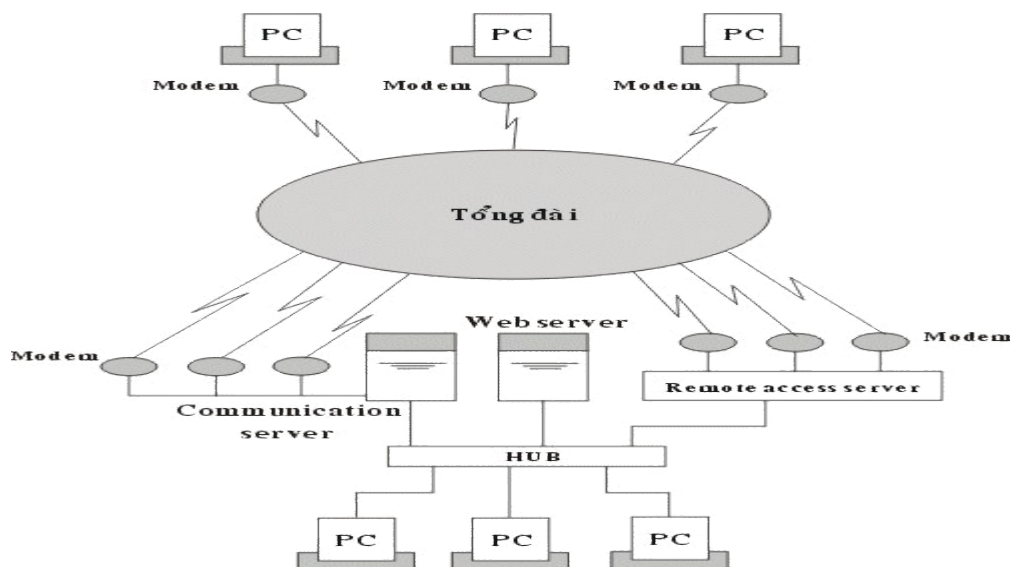 PC
PC
PC
Modem
Modem
Modem
Tổng đài
Web server
Modem
Modem
Communication
server
Remote access server
HUB
PC
PC
PC